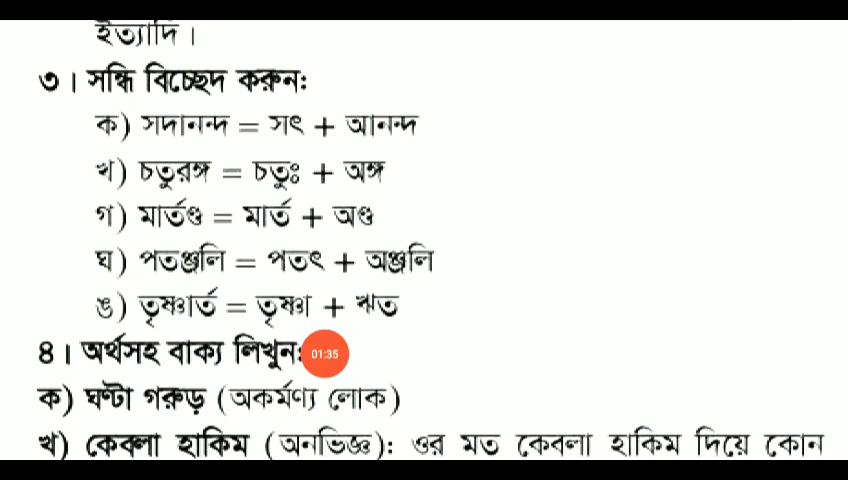 ইত্যাদি ।
৩ । সন্ধি বিচ্ছেদ করুন:
ক) সদানন্দ = সৎ + আনন্দ
খ) চতুরঙ্গ = চতুঃ + অঙ্গ
গ) মার্তণ্ড = মার্ত + অণ্ড
ঘ) পতঞ্জলি = পতৎ + অঞ্জলি
ঙ) তৃষ্ণার্ত = তৃষ্ণা + ঋত
৪ । অর্থসহ বাক্য লিখুন:
01:35
ক) ঘণ্টা গরুড় (অকর্মণ্য লোক)
খ) কেবলা হাকিম (অনভিজ্ঞ): ওর মত কেবলা হাকিম দিয়ে কোন